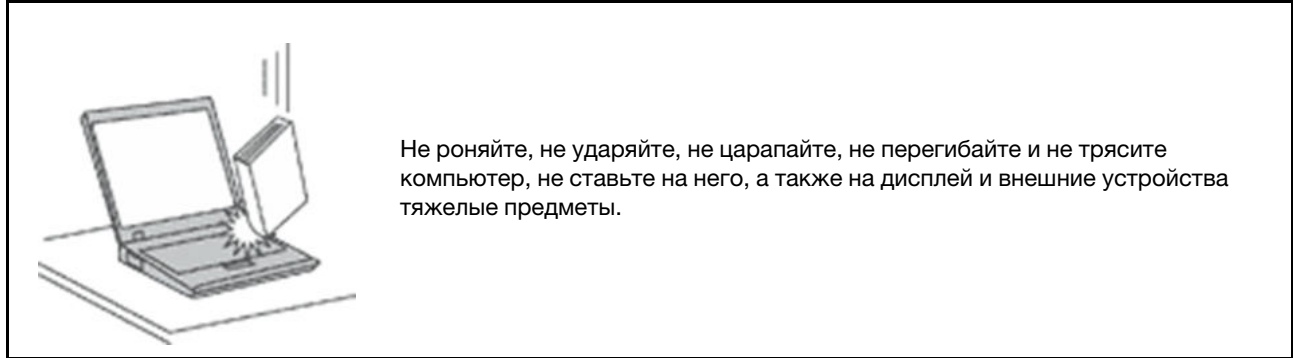 Не роняйте, не ударяйте, не царапайте, не перегибайте и не трясите
компьютер, не ставьте на него, а также на дисплей и внешние устройства
тяжелые предметы.